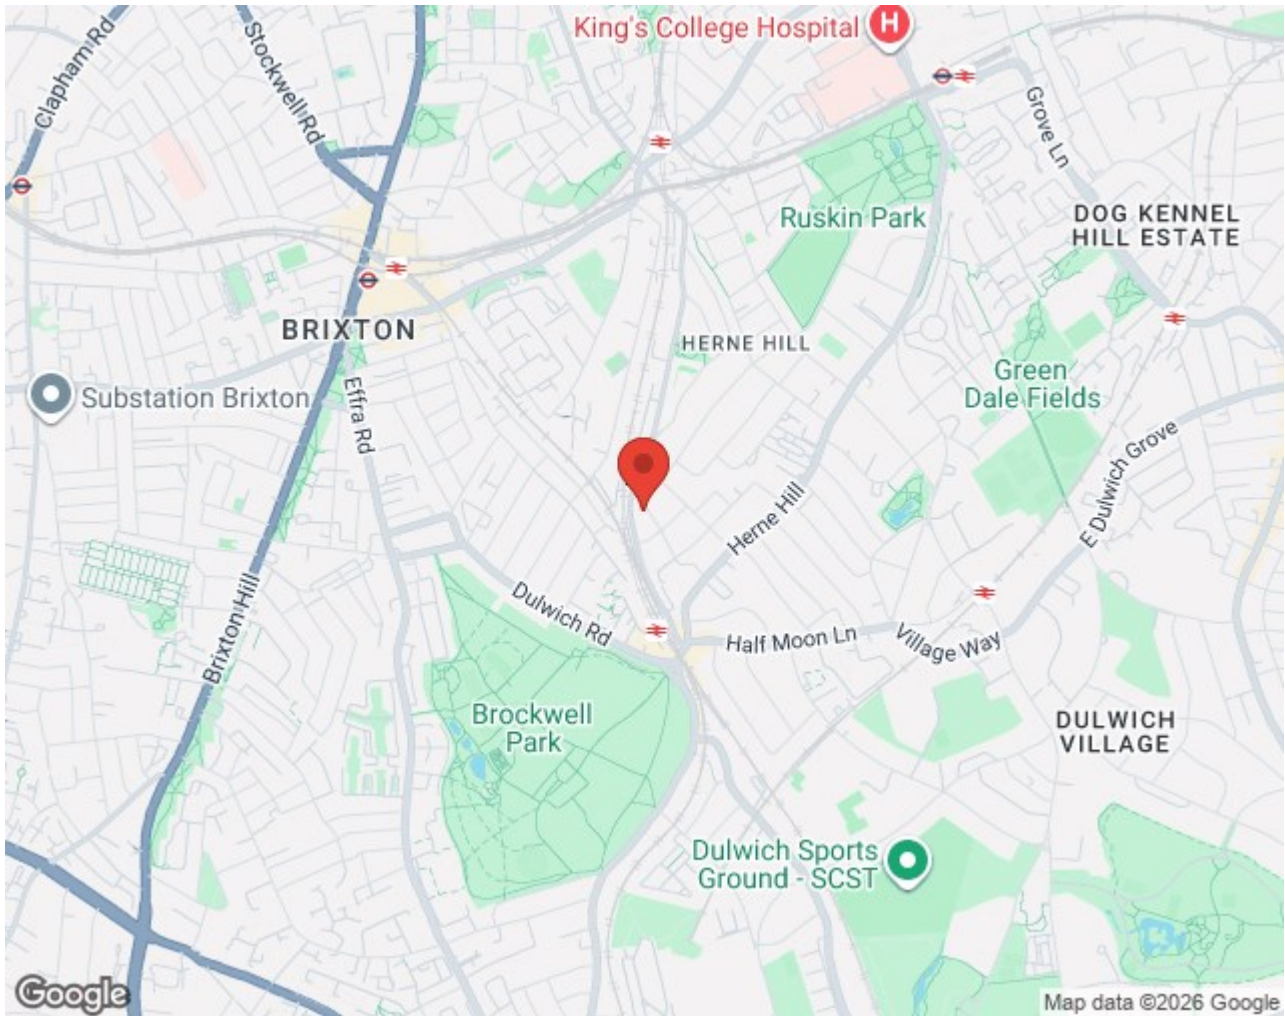 King's College Hospital
H
Clapham Rd
Stockwell Rd
Grove Ln
Ruskin Park
DOG KENNEL
HILL ESTATE
BRIXTON
HERNE HILL
Green
Dale Fields
Substation Brixton
Effra Rd
E Dulwich Grove
Herne Hill
Brixton Hill
Dulwich Rd
Half Moon Ln
Village Way
Brockwell
Park
DULWICH
VILLAGE
Dulwich Sports
Ground - SCST
Google
Map data ©2026 Google